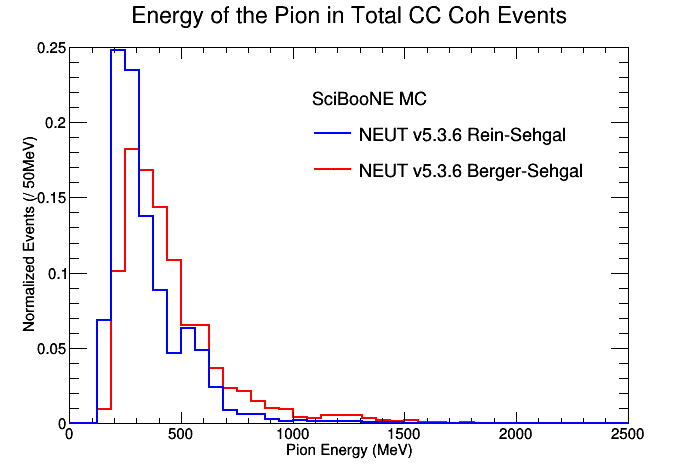 Energy of the Pion in Total CC Coh Events
Normalized Events (/ 50MeV)
0.25
0.2
0.15
0.1
0.05
0
SciBooNE MC
NEUT v5.3.6 Rein-Sehgal
NEUT v5.3.6 Berger-Sehgal
0 500 1000 1500 2000 2500
Pion Energy (MeV)